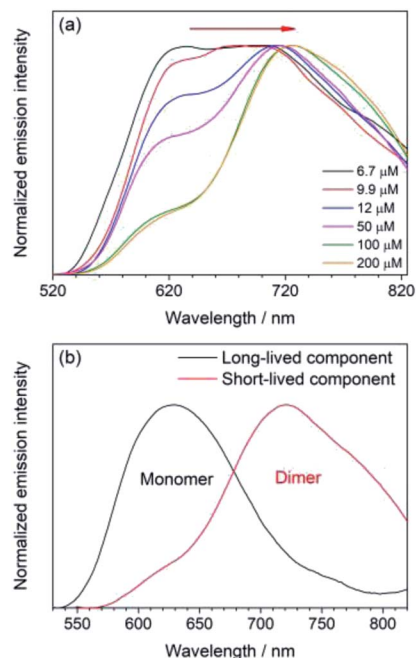 (a)
Normalized emission intensity
6.7 μM
9.9 μM
12 μM
50 μM
100 μM
200 μM
520 620 720 820
Wavelength / nm
(b)
Long-lived component
Short-lived component
Normalized emission intensity
Monomer
Dimer
550 600 650 700 750 800
Wavelength / nm